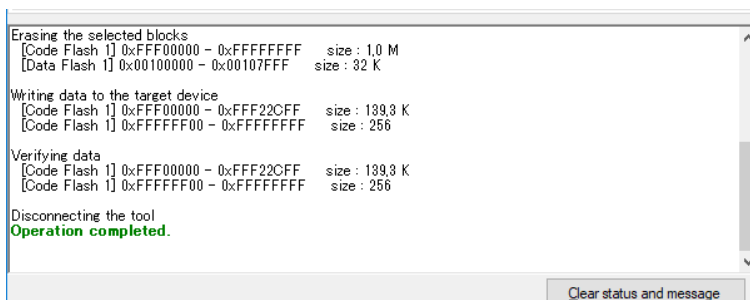 Erasing the selected blocks
[Code Flash 1] 0xFFF00000 - 0xFFFFFFFF size : 1,0 M
[Data Flash 1] 0x00100000 - 0x00107FFF size : 32 K
Writing data to the target device
[Code Flash 1] 0xFFF00000 - 0xFFF22CFF size : 139,3 K
[Code Flash 1] 0xFFFFFF00 - 0xFFFFFFFF size : 256
Verifying data
[Code Flash 1] 0xFFF00000 - 0xFFF22CFF size : 139,3 K
[Code Flash 1] 0xFFFFFF00 - 0xFFFFFFFF size : 256
Disconnecting the tool
Operation completed.
Clear status and message